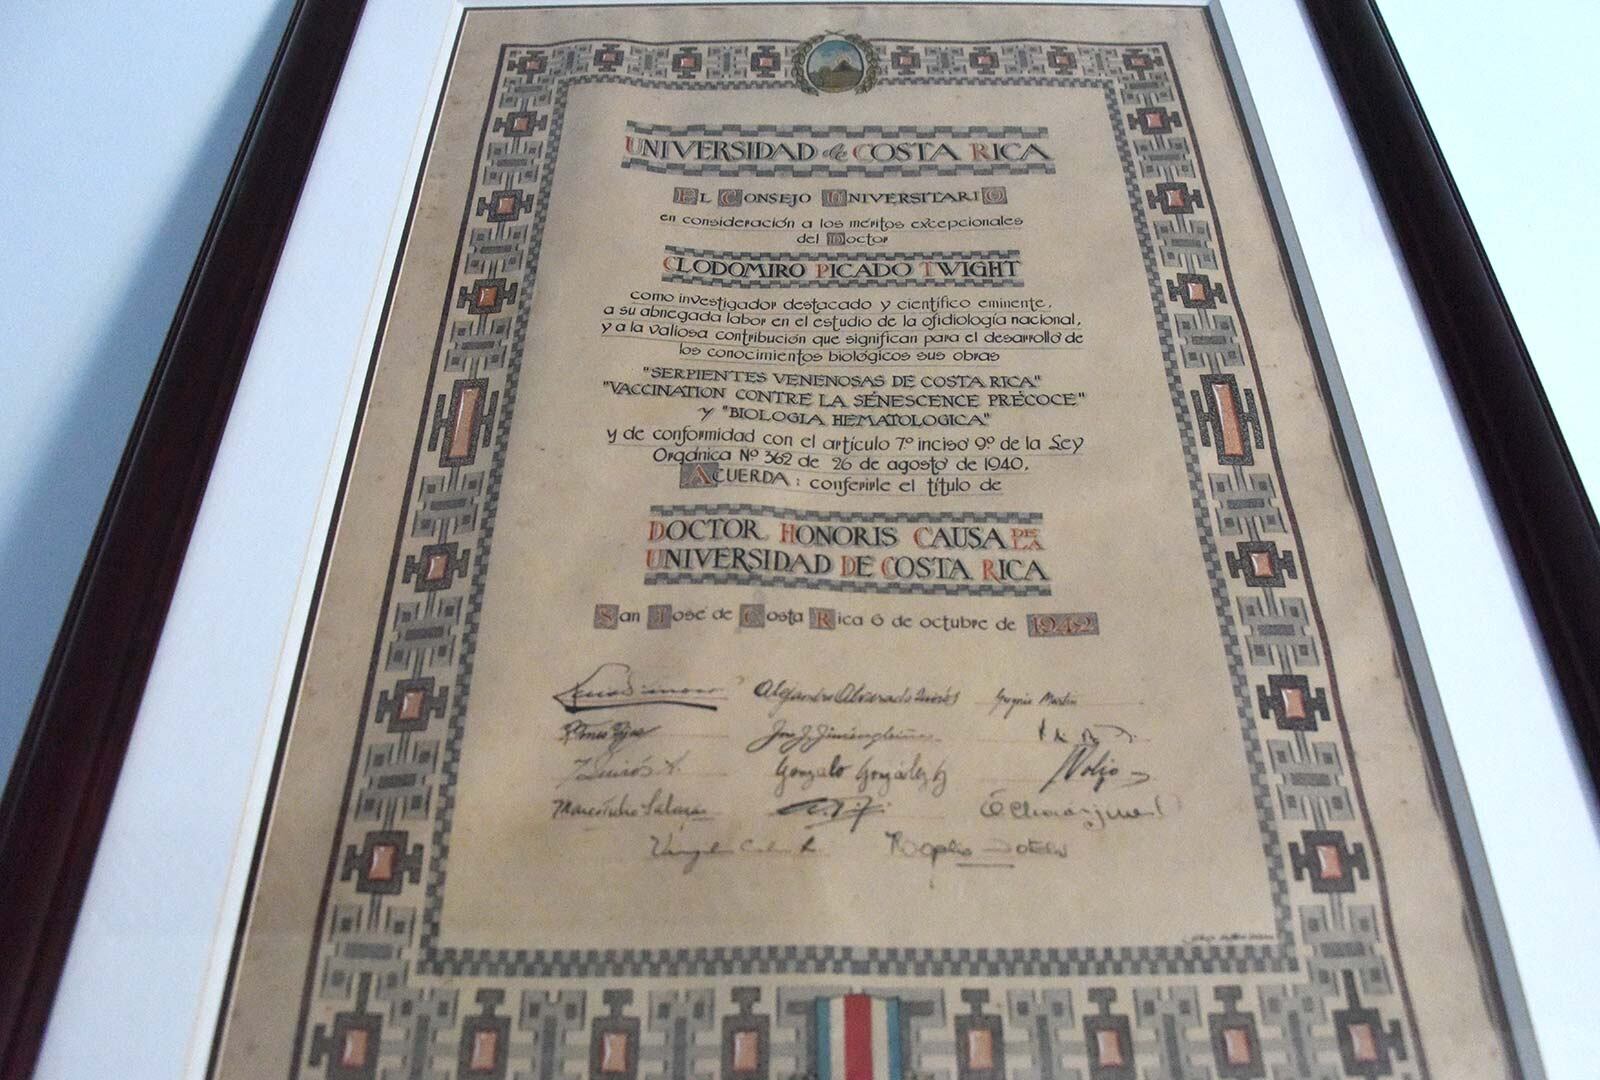 UNIVERSIDAD de COSTA RICA
EL CONSEJO UNIVERSITARIO
en consideración a los méritos excepcionales
del Doctor
CLODOMIRO PICADO TWIGHT
como investigador destacado y científico eminente,
a su abnegada labor en el estudio de la ofidiología nacional,
y a la valiosa contribución que significan para el desarrollo de
los conocimientos biológicos sus obras
"SERPIENTES VENENOSAS DE COSTA RICA"
"VACCINATION CONTRE LA SÉNESCENCE PRÉCOCE"
Y "BIOLOGIA HEMATOLOGICA"
y de conformidad con el artículo 7º inciso 9º de la Ley
Orgánica Nº 362 de 26 de agosto de 1940,
ACUERDA: conferirle el título de
DOCTOR HONORIS CAUSA DE LA
UNIVERSIDAD DE COSTA RICA
San José de Costa Rica 6 de octubre de 1942
Alejandro Alvarado Quirós
Gonzalo González G
Marco Tulio Salazar